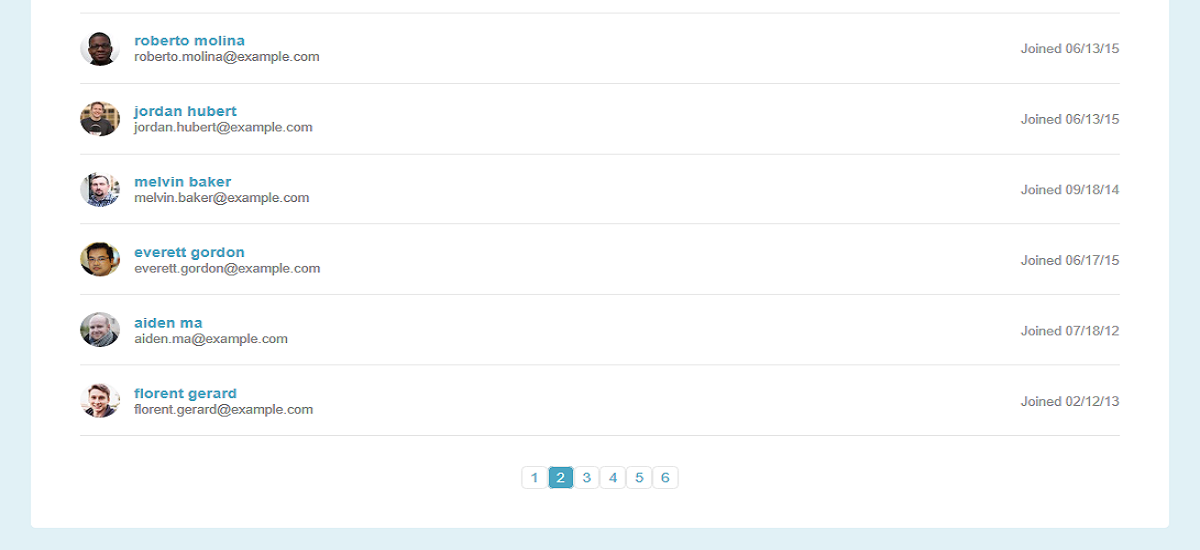 roberto molina
roberto.molina@example.com
Joined 06/13/15
jordan hubert
jordan.hubert@example.com
Joined 06/13/15
melvin baker
melvin.baker@example.com
Joined 09/18/14
everett gordon
everett.gordon@example.com
Joined 06/17/15
aiden ma
aiden.ma@example.com
Joined 07/18/12
florent gerard
florent.gerard@example.com
Joined 02/12/13
1 2 3 4 5 6